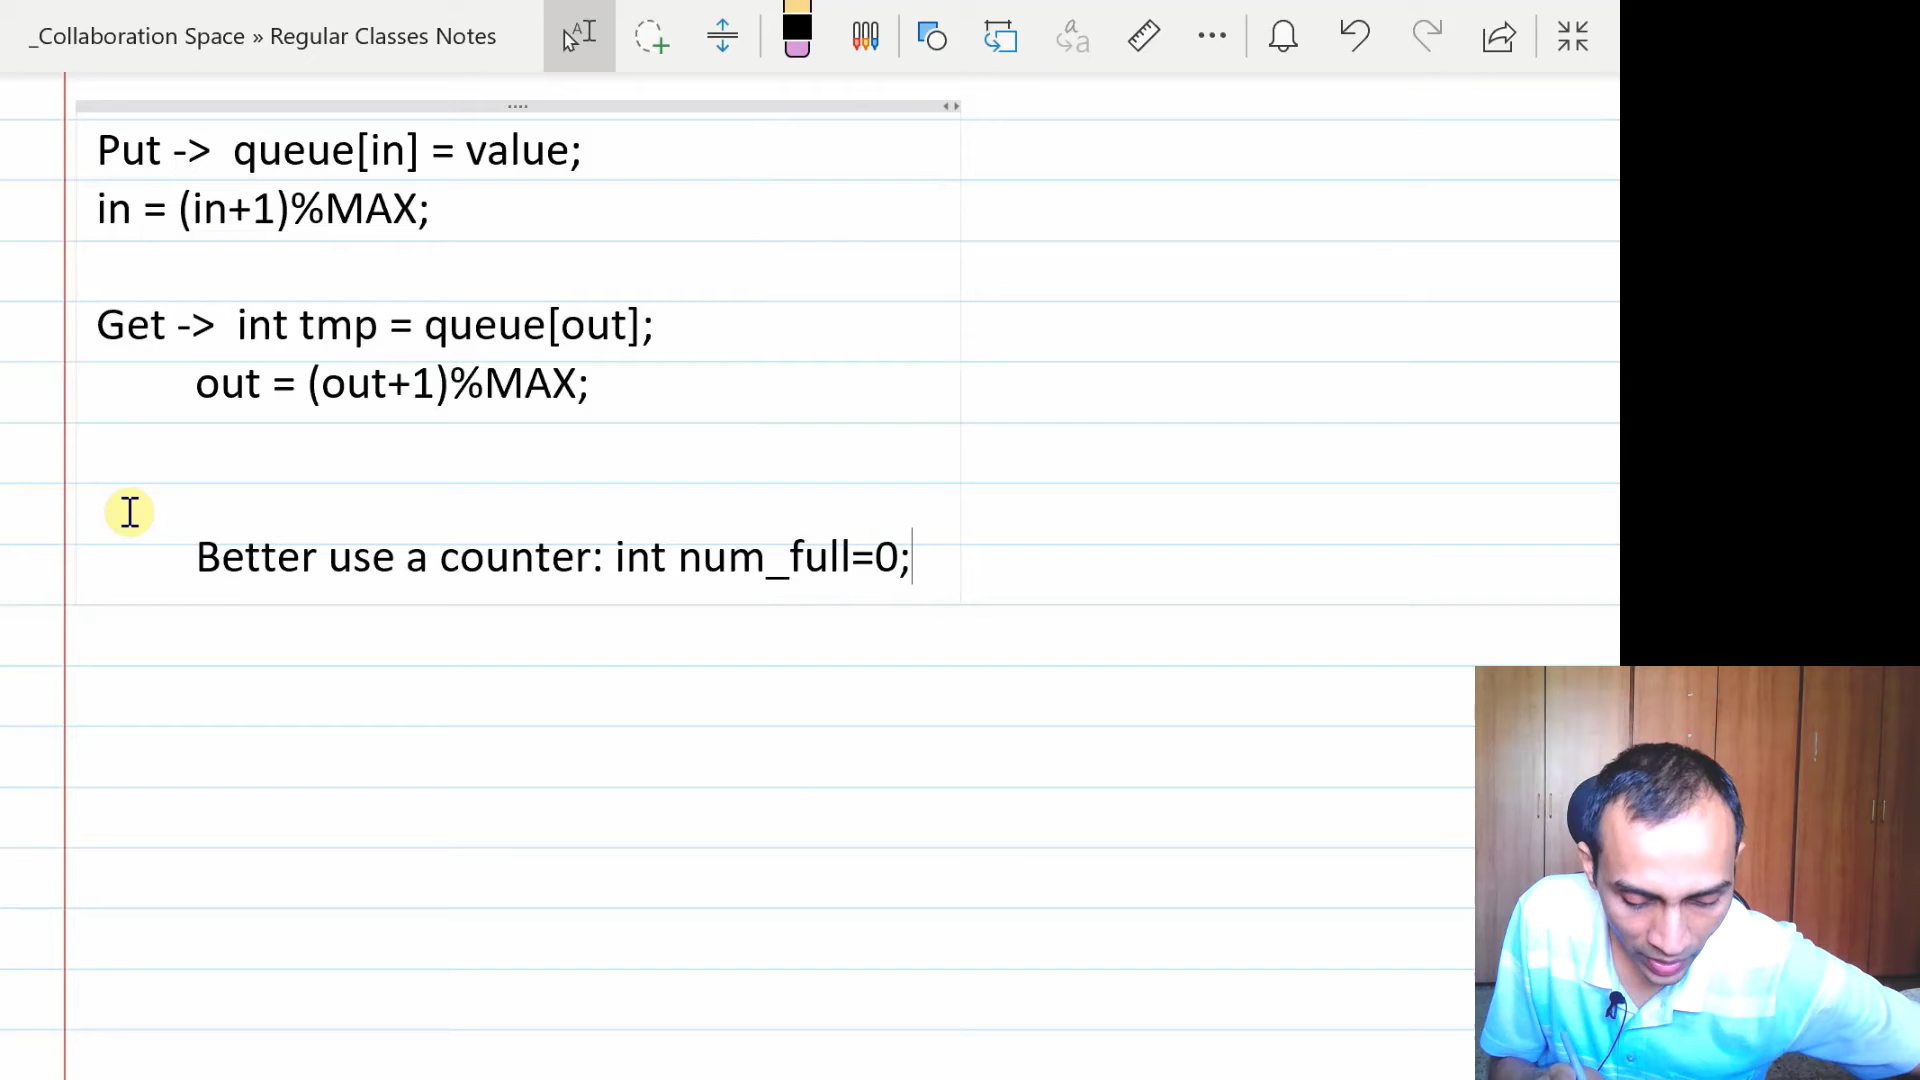 _Collaboration Space » Regular Classes Notes
Put -> queue[in] = value;
in = (in+1)%MAX;
Get -> int tmp = queue[out];
out = (out+1)%MAX;
Better use a counter: int num_full=0;